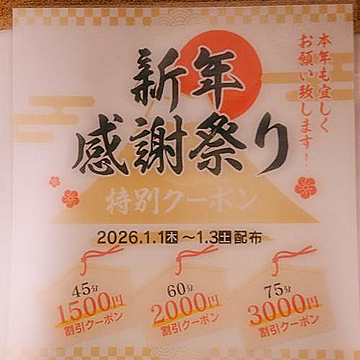 本年も宜しく
お願い致します!
新年
感謝祭り
特別クーポン
2026.1.1木~1.3土配布
45分
1500円
割引クーポン
60分
2000円
割引クーポン
75分
3000円
割引クーポン